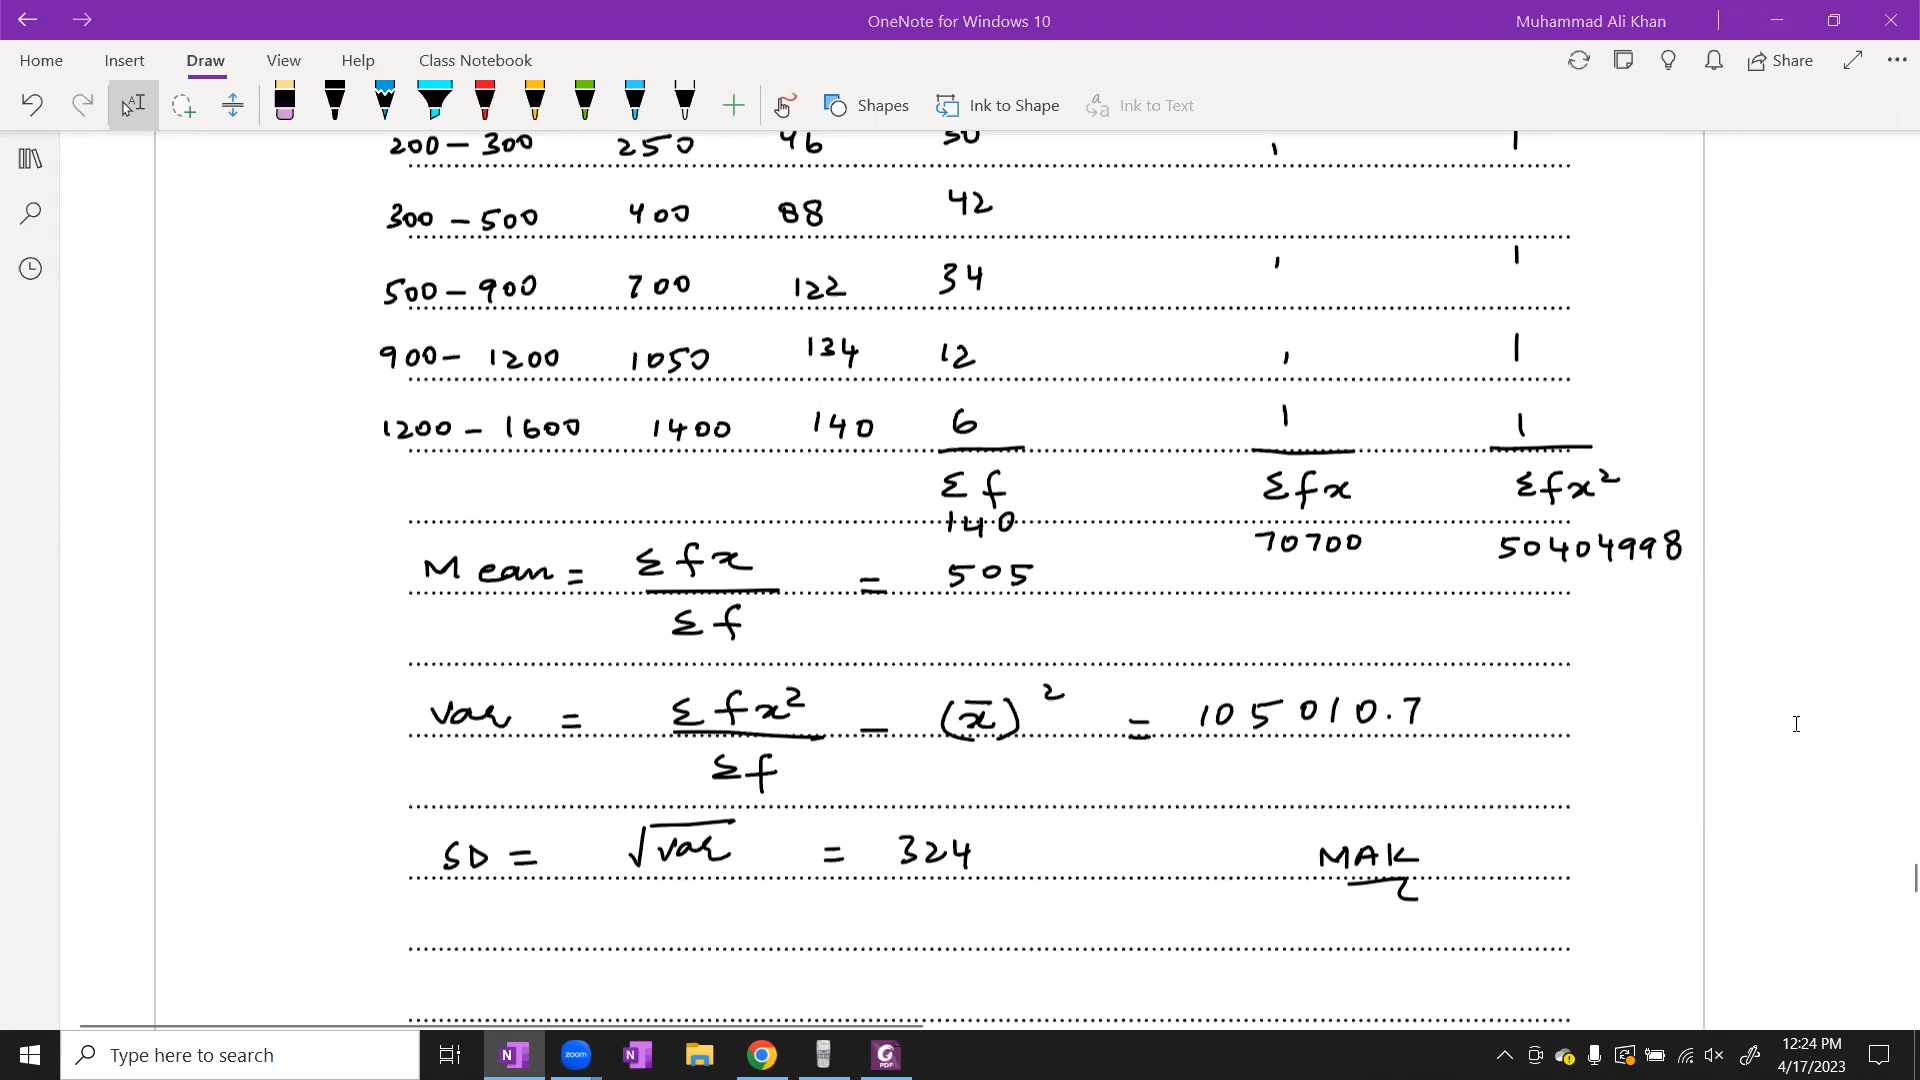 OneNote for Windows 10
Muhammad Ali Khan
Home Insert Draw View Help Class Notebook
Share
Shapes Ink to Shape Ink to Text
200 – 300 250 46
300 – 500 400 88 42
500 – 900 700 122 34
900 – 1200 1050 134 12
1200 – 1600 1400 140 6
Σf Σfx Σfx²
140 70700 50404998
Mean = Σfx / Σf = 505
Var = Σfx² / Σf – (x̄)² = 105010.7
SD = √var = 324
MAK
Type here to search
zoom
PDF
12:24 PM
4/17/2023